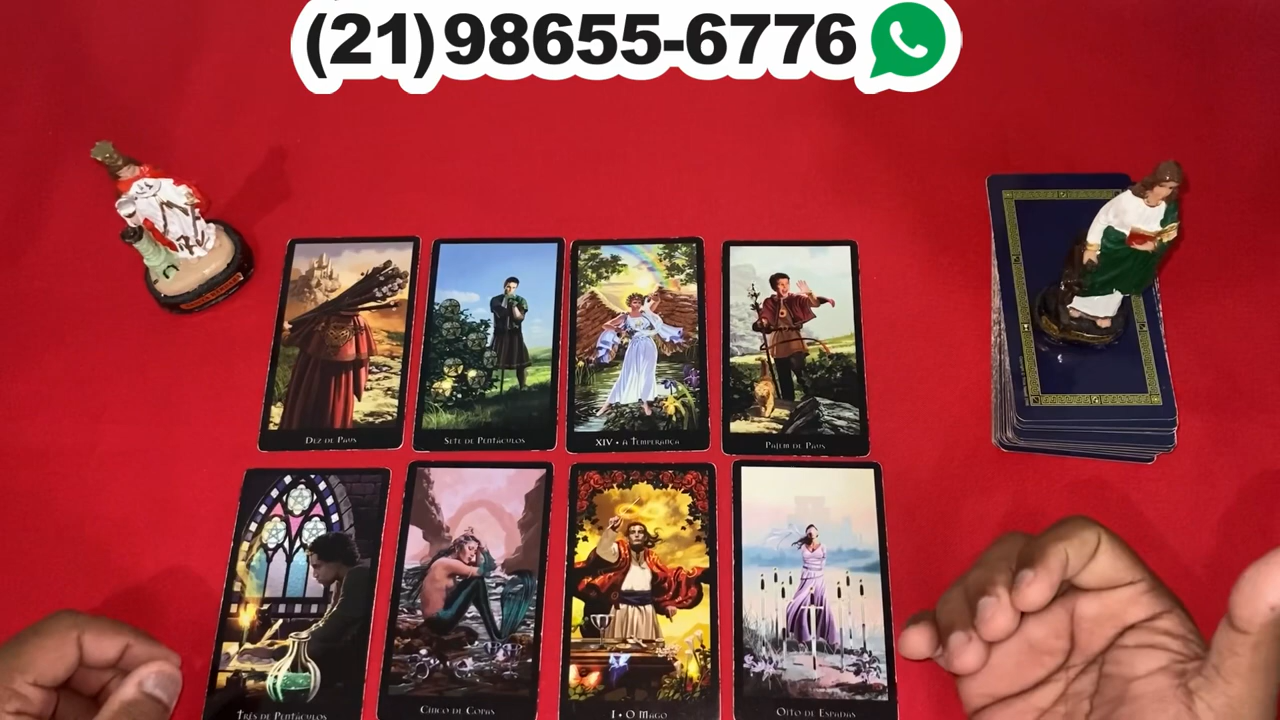 (21)98655-6776
DEZ DE PAUS
SETE DE PENTÁCULOS
XIV • A TEMPERANÇA
PAJEM DE PAUS
TRÊS DE PENTÁCULOS
CINCO DE COPAS
I • O MAGO
OITO DE ESPADAS